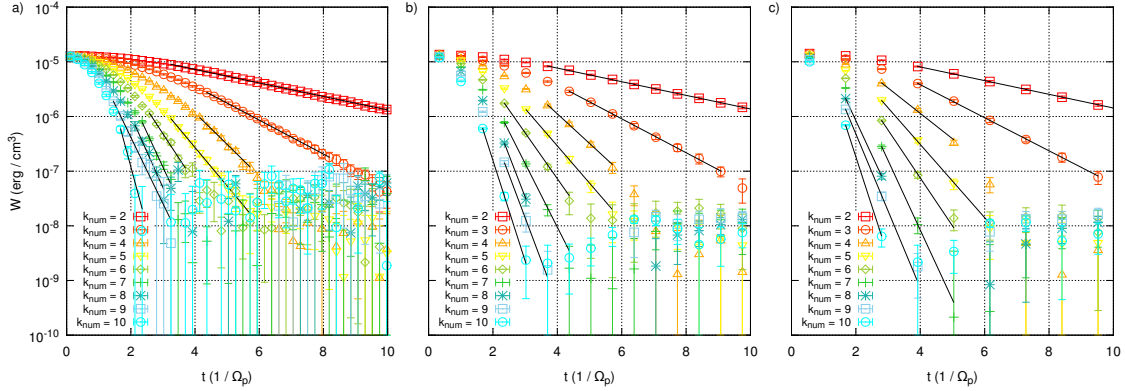 a)
10^-4
10^-5
10^-6
10^-7
10^-8
10^-9
10^-10
W (erg / cm^3)
k_num = 2
k_num = 3
k_num = 4
k_num = 5
k_num = 6
k_num = 7
k_num = 8
k_num = 9
k_num = 10
0 2 4 6 8 10
t (1 / Ω_p)
b)
k_num = 2
k_num = 3
k_num = 4
k_num = 5
k_num = 6
k_num = 7
k_num = 8
k_num = 9
k_num = 10
0 2 4 6 8 10
t (1 / Ω_p)
c)
k_num = 2
k_num = 3
k_num = 4
k_num = 5
k_num = 6
k_num = 7
k_num = 8
k_num = 9
k_num = 10
0 2 4 6 8 10
t (1 / Ω_p)